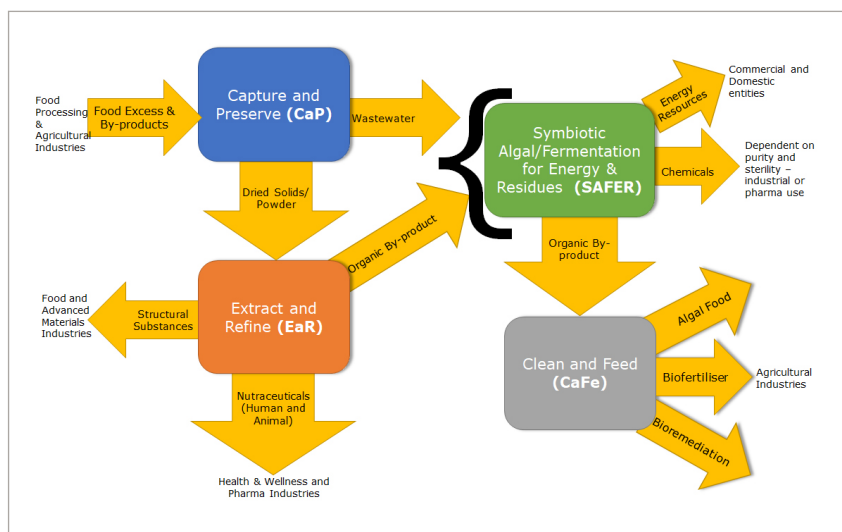 Food
Processing
&
Agricultural
Industries
Food Excess &
By-products
Capture and
Preserve (CaP)
Wastewater
Dried Solids/
Powder
Organic By-product
Extract and
Refine (EaR)
Structural
Substances
Food and
Advanced
Materials
Industries
Nutraceuticals
(Human and
Animal)
Health & Wellness and
Pharma Industries
{
Symbiotic
Algal/Fermentation
for Energy &
Residues (SAFER)
Energy
Resources
Commercial and
Domestic
entities
Chemicals
Dependent on
purity and
sterility –
industrial or
pharma use
Organic By-
product
Clean and Feed
(CaFe)
Algal Food
Biofertiliser
Bioremediation
Agricultural
Industries